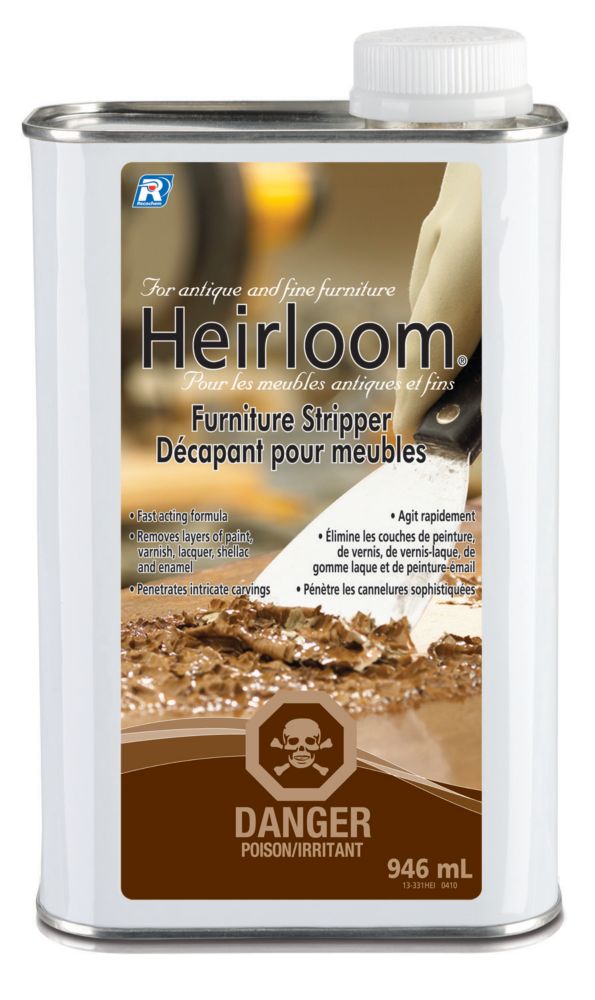 R
Recochem
For antique and fine furniture
Heirloom®
Pour les meubles antiques et fins
Furniture Stripper
Décapant pour meubles
• Fast acting formula
• Removes layers of paint,
varnish, lacquer, shellac
and enamel
• Penetrates intricate carvings
• Agit rapidement
• Élimine les couches de peinture,
de vernis, de vernis-laque, de
gomme laque et de peinture-émail
• Pénètre les cannelures sophistiquées
DANGER
POISON/IRRITANT
946 mL
13-331HEI 0410